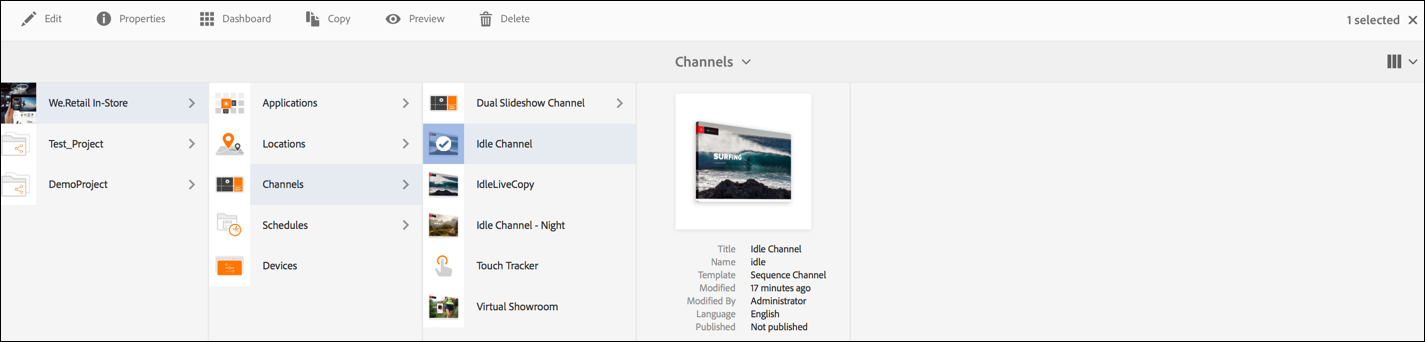 Edit Properties Dashboard Copy Preview Delete 1 selected
Channels
We.Retail In-Store
Test_Project
DemoProject
Applications
Locations
Channels
Schedules
Devices
Dual Slideshow Channel
Idle Channel
IdleLiveCopy
Idle Channel - Night
Touch Tracker
Virtual Showroom
SURFING
Title Idle Channel
Name idle
Template Sequence Channel
Modified 17 minutes ago
Modified By Administrator
Language English
Published Not published